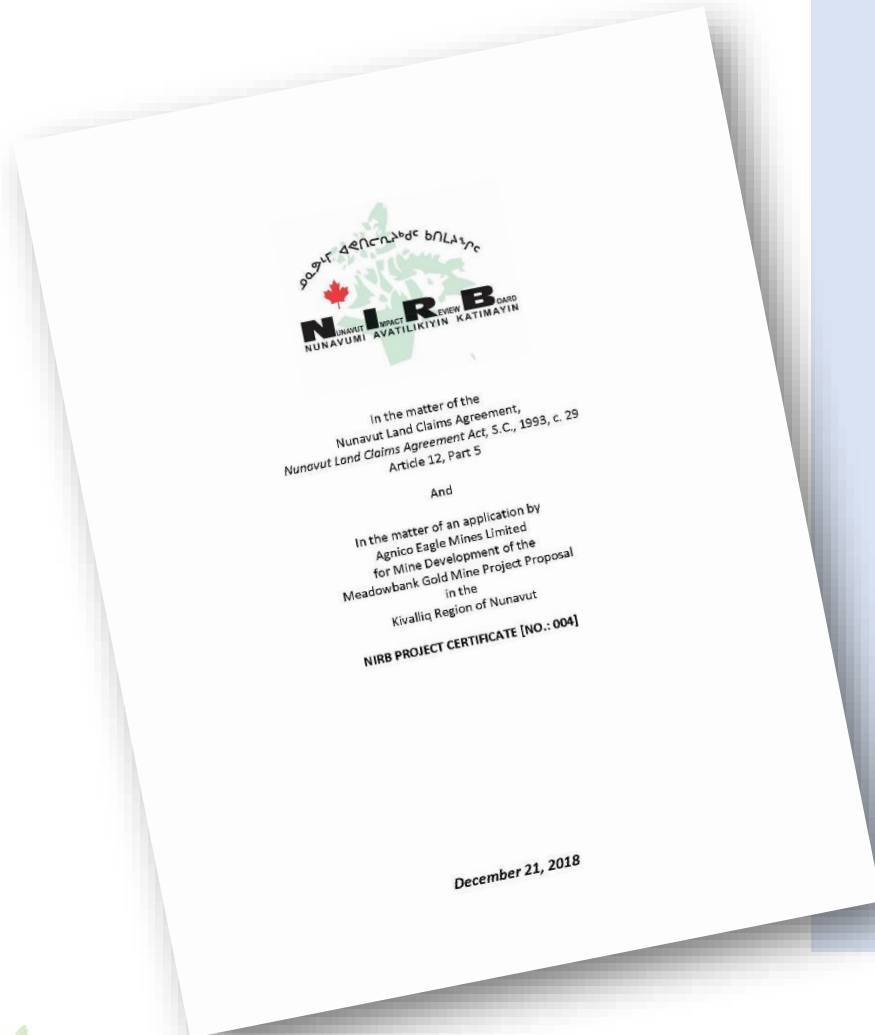 ᓄᓇᕗᒥ ᐊᕙᑎᓕᕆᔨᒃᑯᑦ ᑲᑎᒪᔨᖏᑦ
NUNAVUT IMPACT REVIEW BOARD
NUNAVUMI AVATILIKIYIN KATIMAYIN
In the matter of the
Nunavut Land Claims Agreement,
Nunavut Land Claims Agreement Act, S.C., 1993, c. 29
Article 12, Part 5
And
In the matter of an application by
Agnico Eagle Mines Limited
for Mine Development of the
Meadowbank Gold Mine Project Proposal
in the
Kivalliq Region of Nunavut
NIRB PROJECT CERTIFICATE [NO.: 004]
December 21, 2018